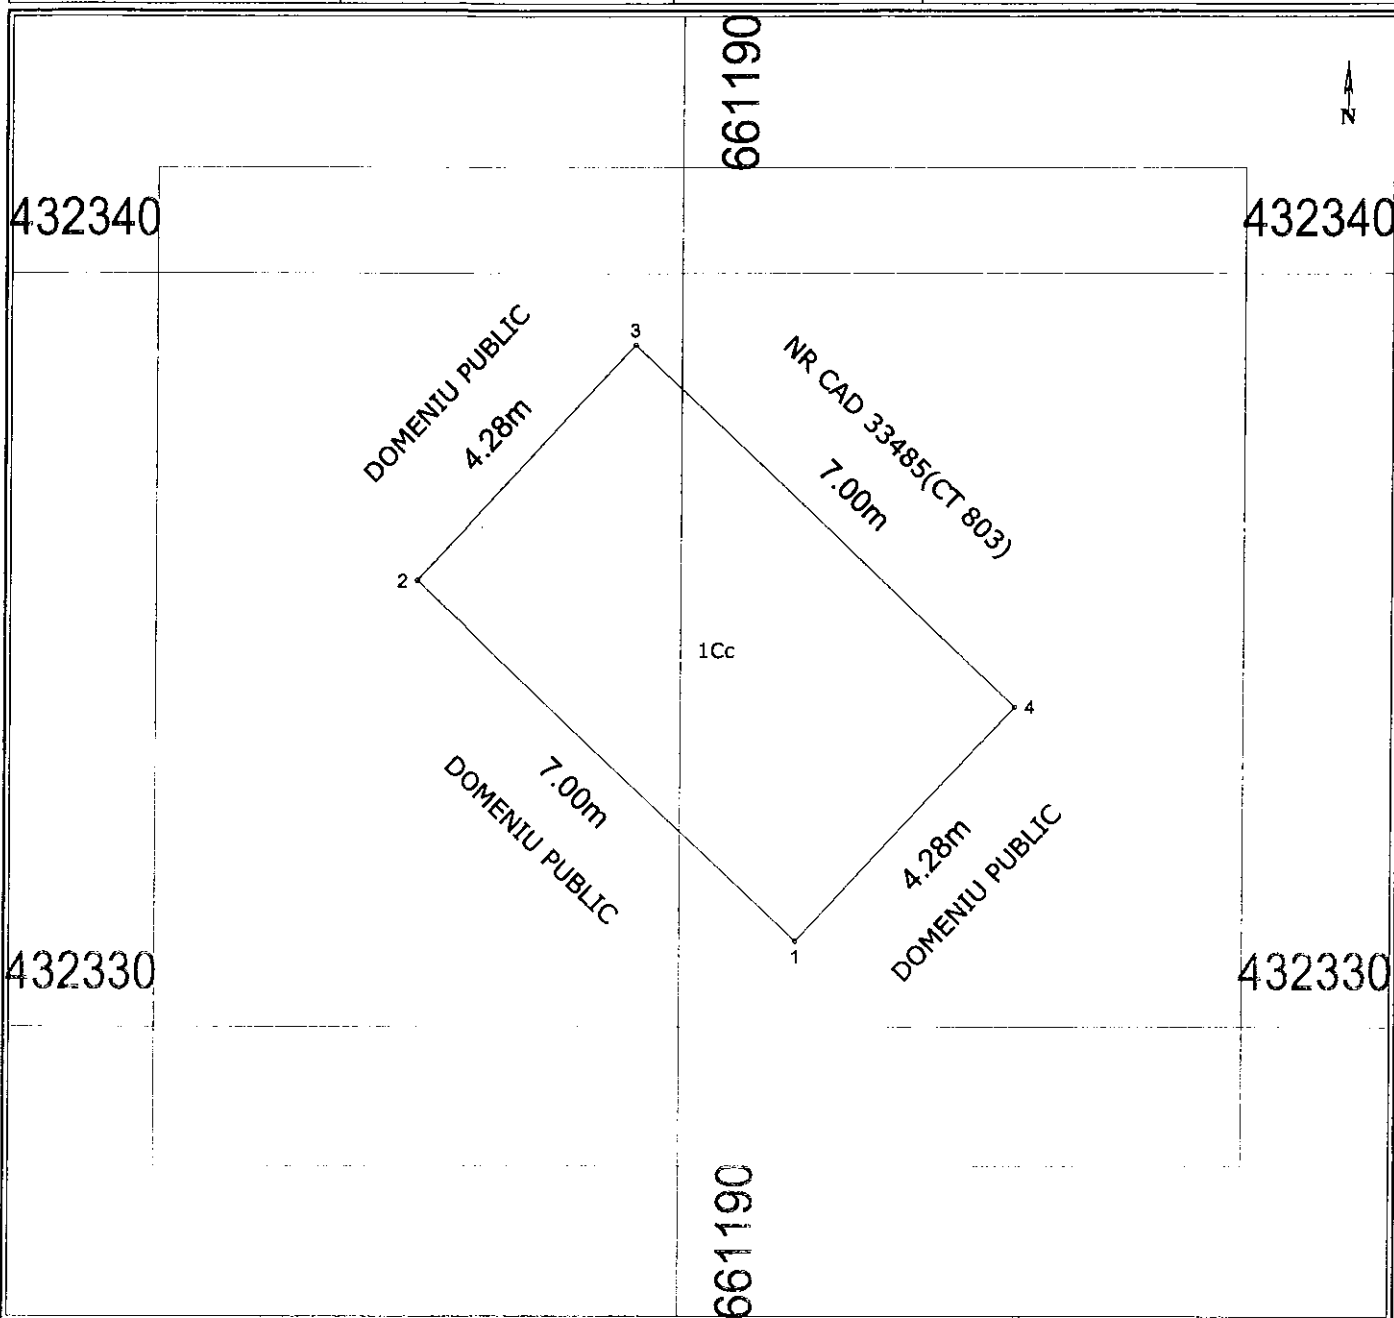 661190
N
432340
432340
3
DOMENIU PUBLIC
4.28m
NR CAD 33485(CT 803)
7.00m
2
1Cc
4
7.00m
DOMENIU PUBLIC
4.28m
DOMENIU PUBLIC
1
432330
432330
661190